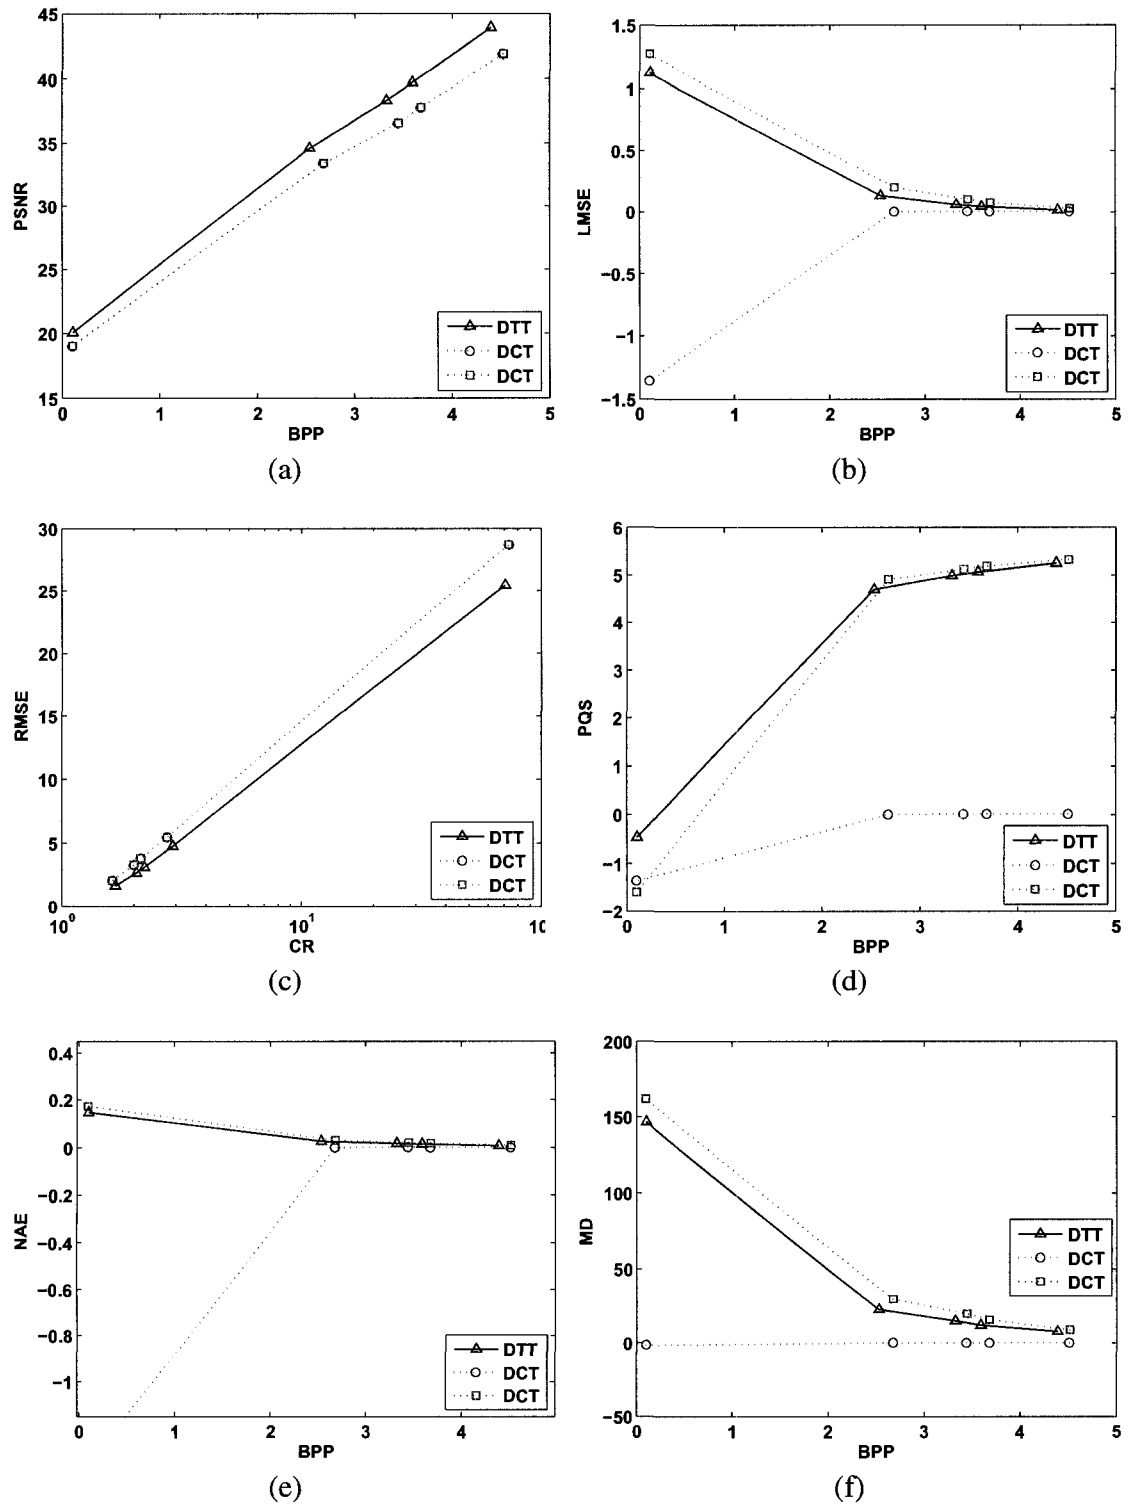 45
40
35
30
25
20
15
PSNR
0 1 2 3 4 5
BPP
DTT
DCT
DCT
(a)
1.5
1
0.5
0
−0.5
−1
−1.5
LMSE
0 1 2 3 4 5
BPP
DTT
DCT
DCT
(b)
30
25
20
15
10
5
0
RMSE
10^0 10^1 10
CR
DTT
DCT
DCT
(c)
6
5
4
3
2
1
0
−1
−2
PQS
0 1 2 3 4 5
BPP
DTT
DCT
DCT
(d)
0.4
0.2
0
−0.2
−0.4
−0.6
−0.8
−1
NAE
0 1 2 3 4
BPP
DTT
DCT
DCT
(e)
200
150
100
50
0
−50
MD
0 1 2 3 4 5
BPP
DTT
DCT
DCT
(f)